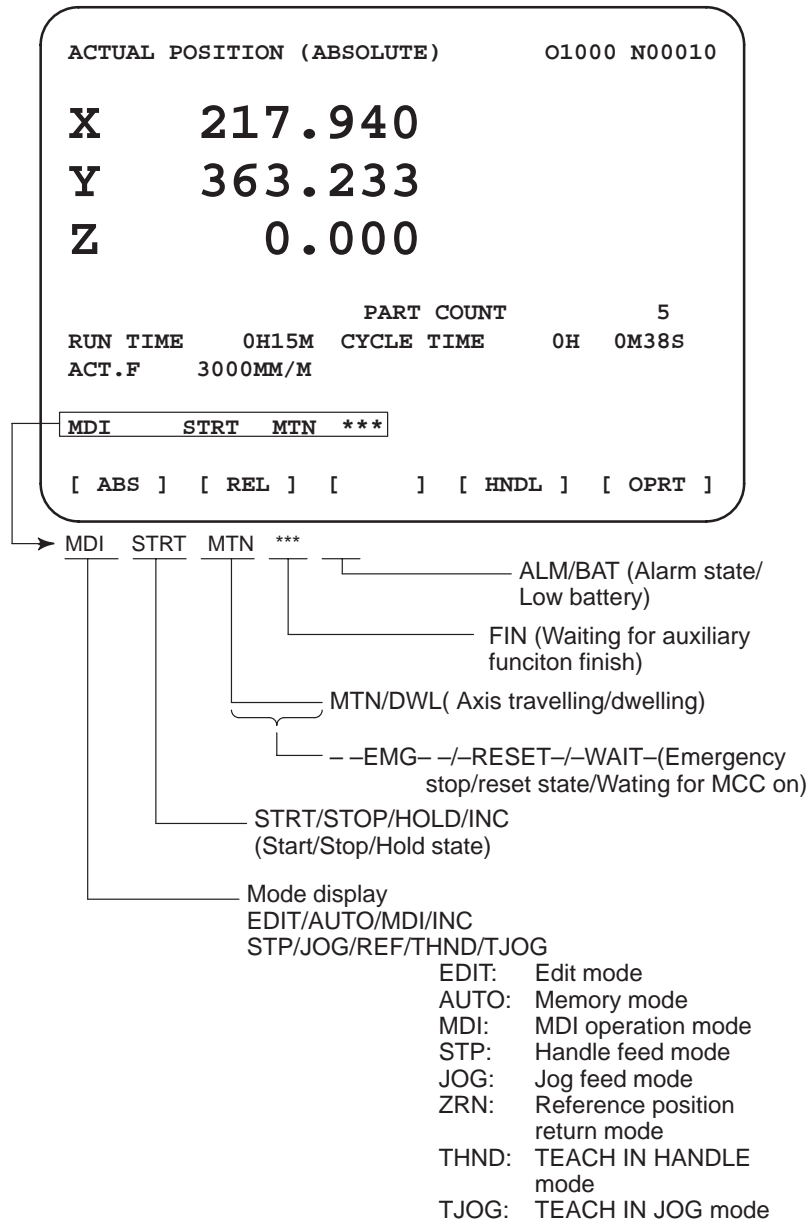 ACTUAL POSITION (ABSOLUTE) O1000 N00010
X 217.940
Y 363.233
Z 0.000
PART COUNT 5
RUN TIME 0H15M CYCLE TIME 0H 0M38S
ACT.F 3000MM/M
MDI STRT MTN ***
[ ABS ] [ REL ] [ ] [ HNDL ] [ OPRT ]
MDI STRT MTN ***
ALM/BAT (Alarm state/
Low battery)
FIN (Waiting for auxiliary
funciton finish)
MTN/DWL( Axis travelling/dwelling)
– –EMG– –/–RESET–/–WAIT–(Emergency
stop/reset state/Wating for MCC on)
STRT/STOP/HOLD/INC
(Start/Stop/Hold state)
Mode display
EDIT/AUTO/MDI/INC
STP/JOG/REF/THND/TJOG
EDIT: Edit mode
AUTO: Memory mode
MDI: MDI operation mode
STP: Handle feed mode
JOG: Jog feed mode
ZRN: Reference position
return mode
THND: TEACH IN HANDLE
mode
TJOG: TEACH IN JOG mode